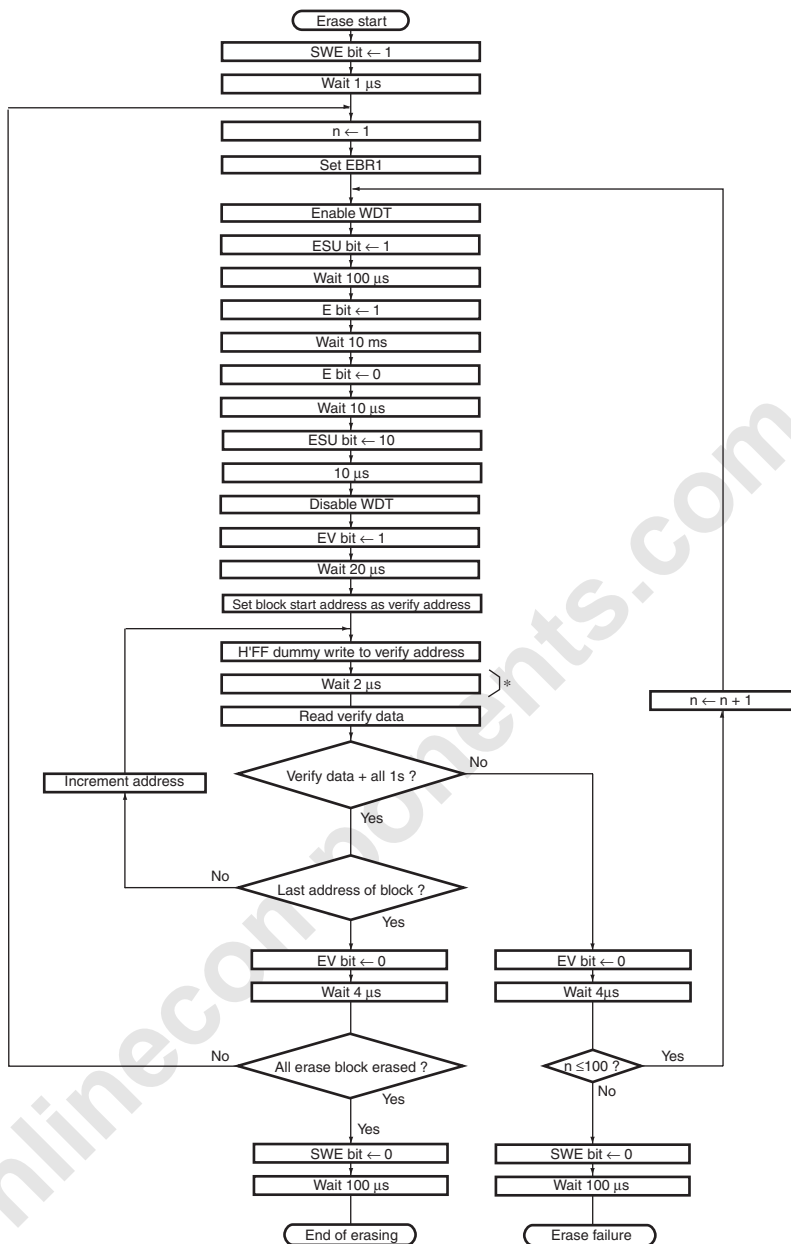 Erase start
SWE bit ← 1
Wait 1 μs
n ← 1
Set EBR1
Enable WDT
ESU bit ← 1
Wait 100 μs
E bit ← 1
Wait 10 ms
E bit ← 0
Wait 10 μs
ESU bit ← 10
10 μs
Disable WDT
EV bit ← 1
Wait 20 μs
Set block start address as verify address
H'FF dummy write to verify address
Wait 2 μs
*
n ← n + 1
Read verify data
Increment address
Verify data + all 1s ?
No
Yes
No
Last address of block ?
Yes
EV bit ← 0
EV bit ← 0
Wait 4 μs
Wait 4μs
No
All erase block erased ?
n ≤100 ?
Yes
Yes
No
Yes
SWE bit ← 0
SWE bit ← 0
Wait 100 μs
Wait 100 μs
End of erasing
Erase failure
nlinecomponents.com